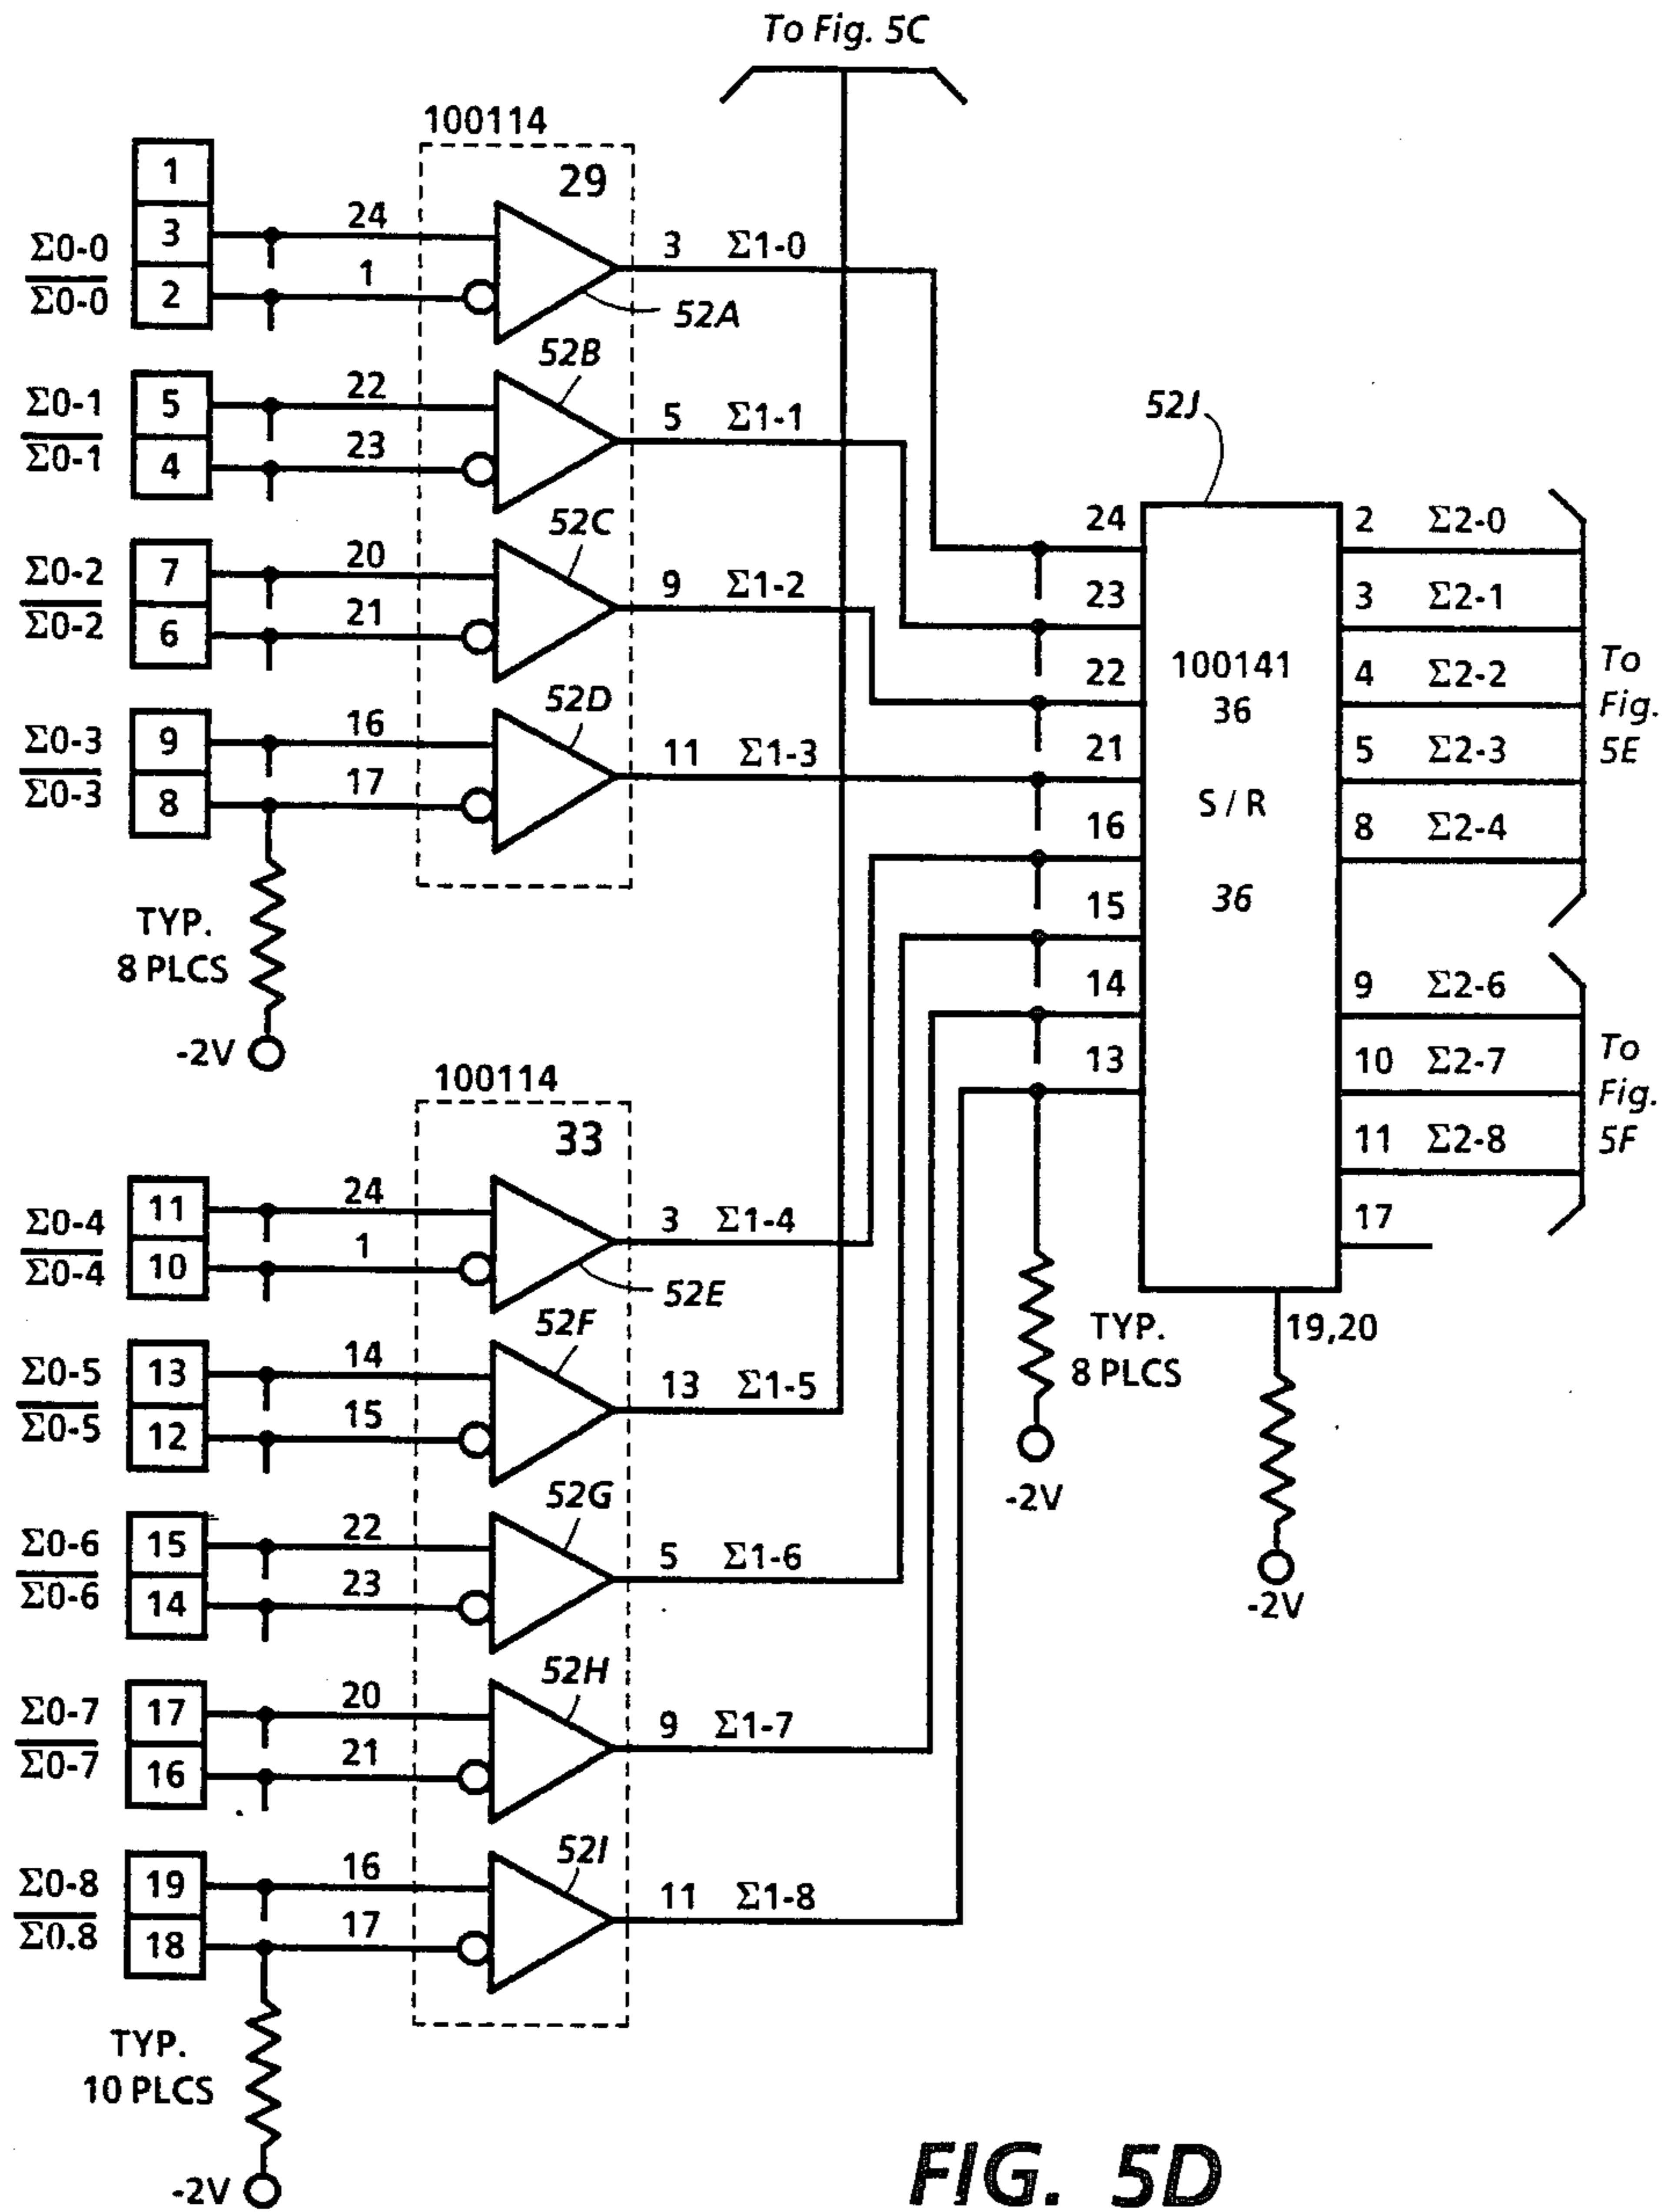 To Fig. 5C
100114
29
1
Σ0-0
3
24
Σ0-0
2
1
3 Σ1-0
52A
52B
Σ0-1
5
22
Σ0-1
4
23
5 Σ1-1
52C
Σ0-2
7
20
Σ0-2
6
21
9 Σ1-2
52D
Σ0-3
9
16
Σ0-3
8
17
11 Σ1-3
TYP.
8 PLCS
-2V
100114
33
Σ0-4
11
24
Σ0-4
10
1
3 Σ1-4
52E
52F
Σ0-5
13
14
Σ0-5
12
15
13 Σ1-5
52G
Σ0-6
15
22
Σ0-6
14
23
5 Σ1-6
52H
Σ0-7
17
20
Σ0-7
16
21
9 Σ1-7
52I
Σ0-8
19
16
Σ0.8
18
17
11 Σ1-8
TYP.
10 PLCS
-2V
52J
24
23
22
21
16
15
14
13
100141
36
S / R
36
2 Σ2-0
3 Σ2-1
4 Σ2-2
5 Σ2-3
8 Σ2-4
To
Fig.
5E
9 Σ2-6
10 Σ2-7
11 Σ2-8
17
To
Fig.
5F
TYP.
8 PLCS
-2V
19,20
-2V
FIG. 5D